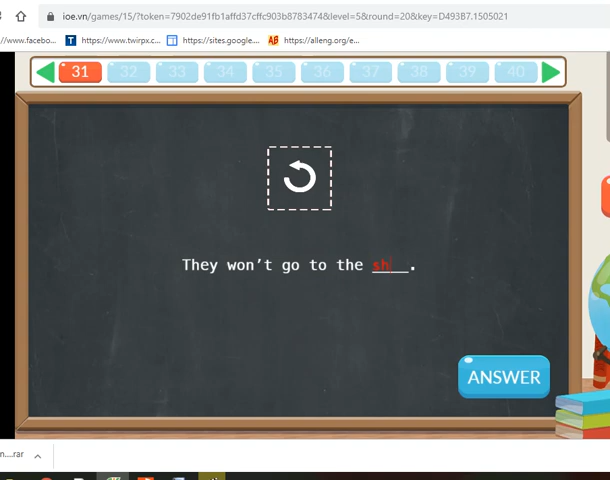 ioe.vn/games/15/?token=7902de91fb1affd37cffc903b8783474&level=5&round=20&key=D493B7.1505021
//www.facebo... T https://www.twirpx.c... https://sites.google.... AБ https://alleng.org/e...
31 32 33 34 35 36 37 38 39 40
They won't go to the sh__.
ANSWER
n....rar